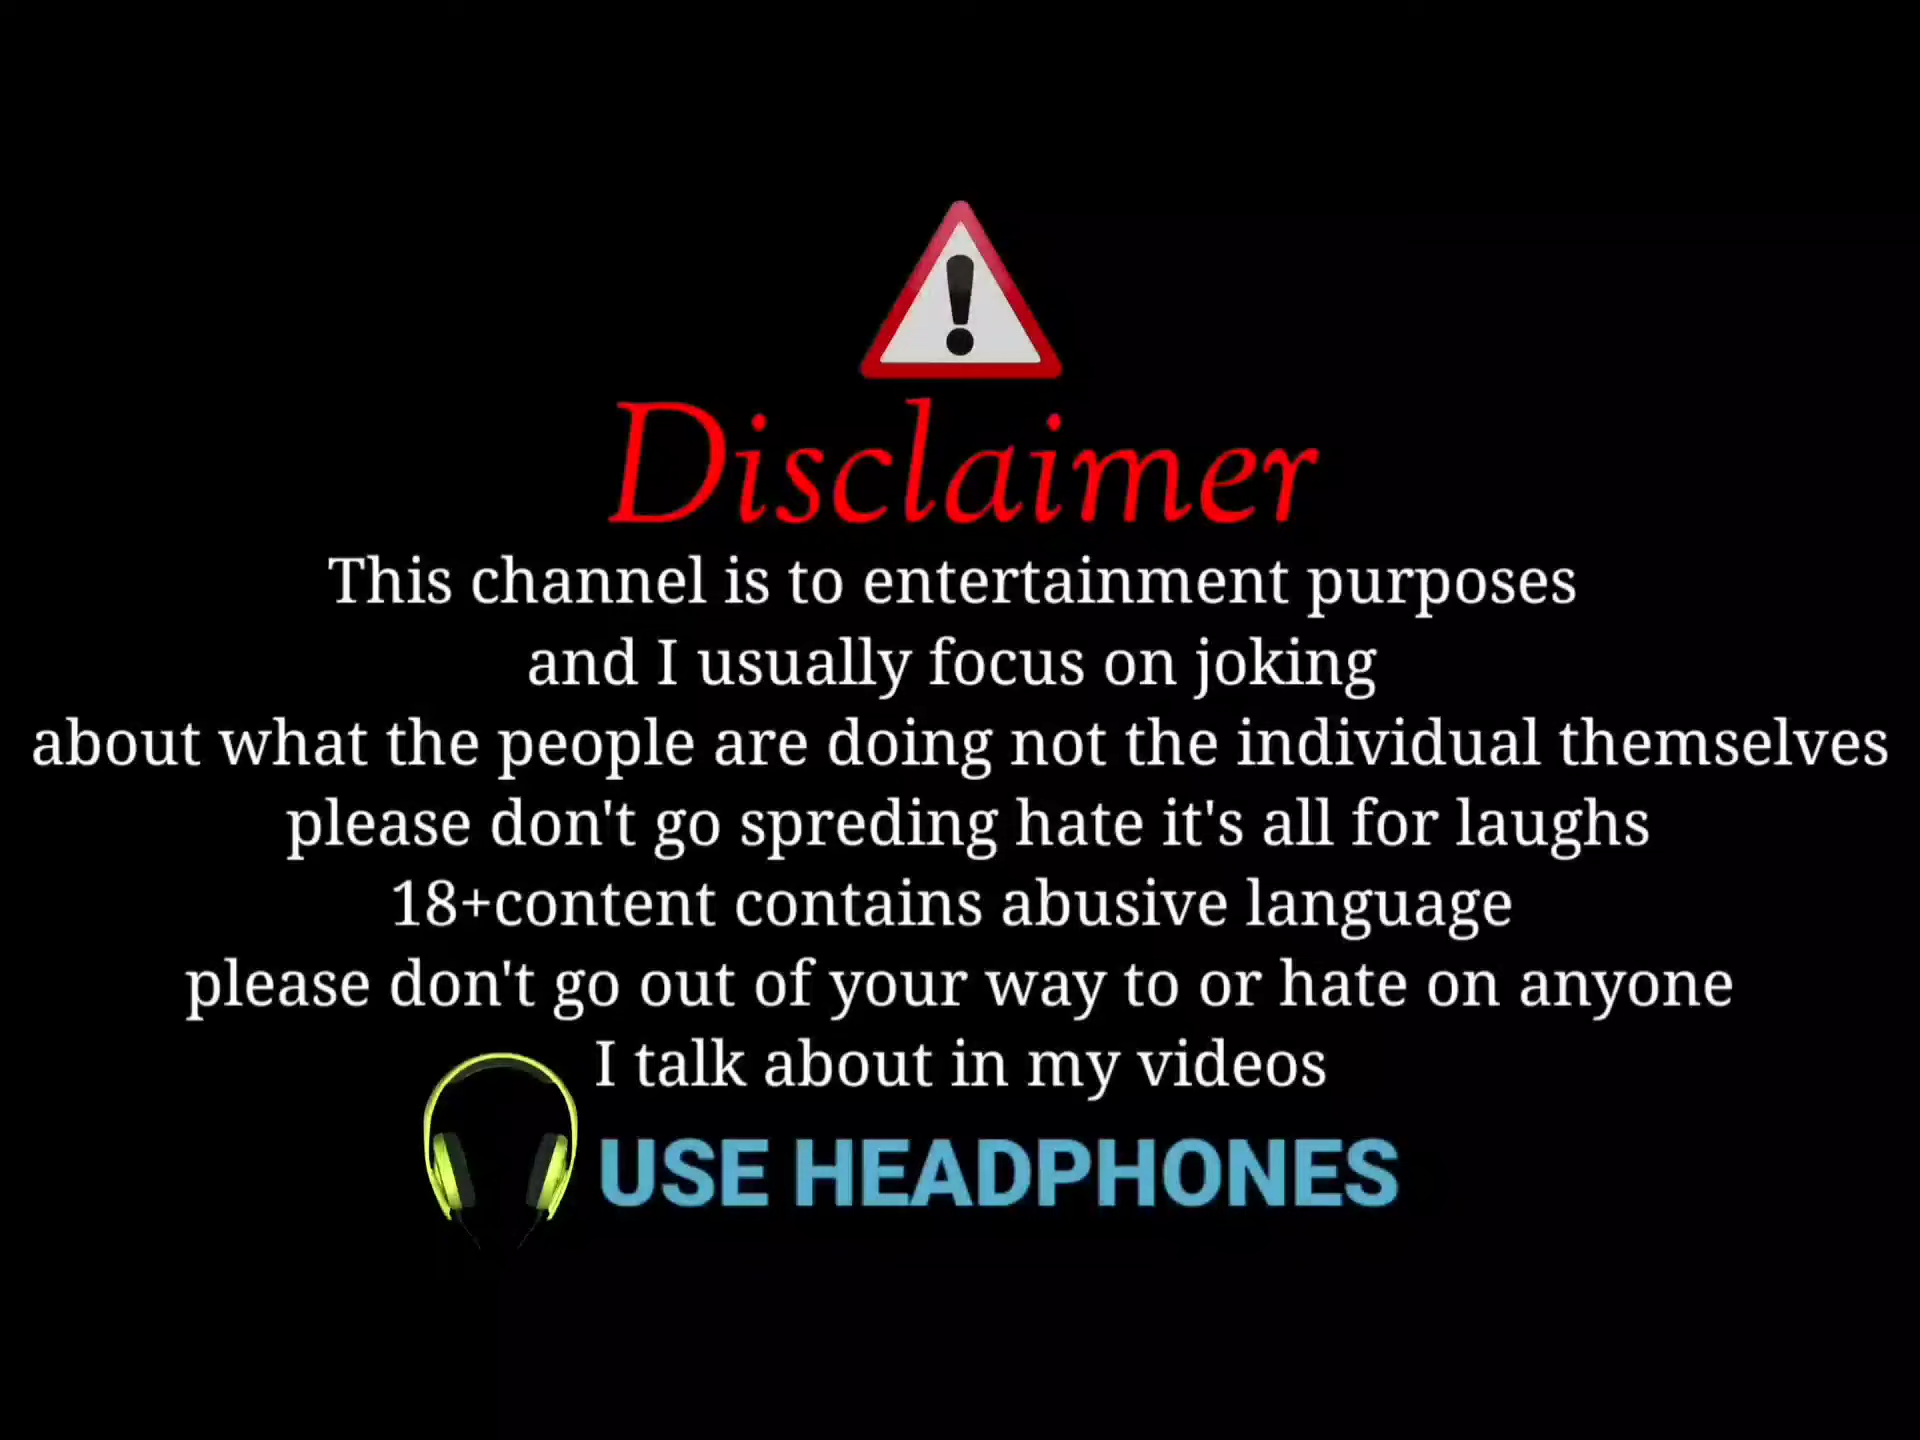 Disclaimer
This channel is to entertainment purposes
and I usually focus on joking
about what the people are doing not the individual themselves
please don't go spreding hate it's all for laughs
18+content contains abusive language
please don't go out of your way to or hate on anyone
I talk about in my videos
USE HEADPHONES